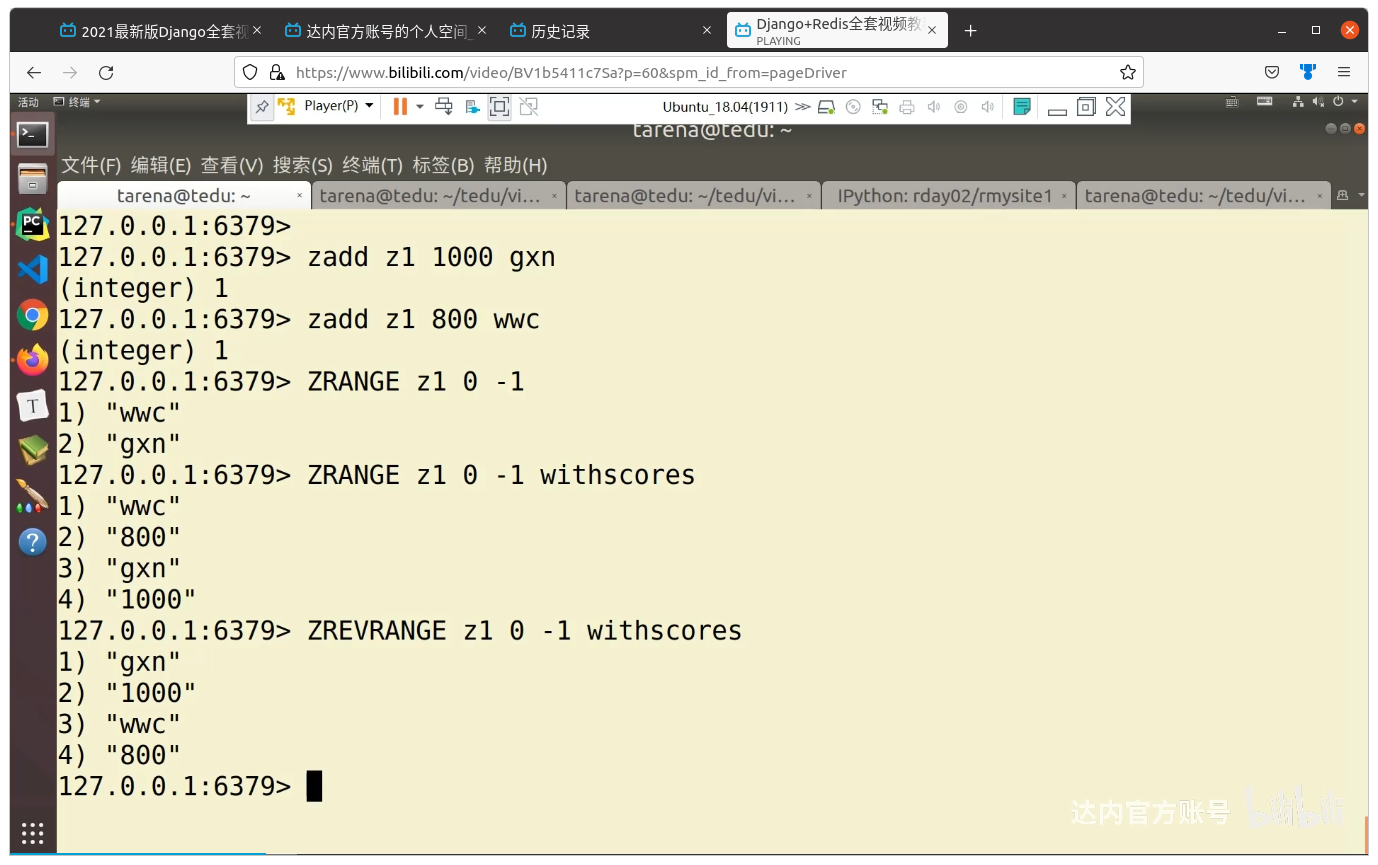 2021最新版Django全套视
达内官方账号的个人空间_
历史记录
Django+Redis全套视频教
PLAYING
https://www.bilibili.com/video/BV1b5411c7Sa?p=60&spm_id_from=pageDriver
活动
终端
Player(P)
Ubuntu_18.04(1911)
tarena@tedu: ~
文件(F) 编辑(E) 查看(V) 搜索(S) 终端(T) 标签(B) 帮助(H)
tarena@tedu: ~
tarena@tedu: ~/tedu/vi…
tarena@tedu: ~/tedu/vi…
IPython: rday02/rmysite1
tarena@tedu: ~/tedu/vi…
127.0.0.1:6379>
127.0.0.1:6379> zadd z1 1000 gxn
(integer) 1
127.0.0.1:6379> zadd z1 800 wwc
(integer) 1
127.0.0.1:6379> ZRANGE z1 0 -1
1) "wwc"
2) "gxn"
127.0.0.1:6379> ZRANGE z1 0 -1 withscores
1) "wwc"
2) "800"
3) "gxn"
4) "1000"
127.0.0.1:6379> ZREVRANGE z1 0 -1 withscores
1) "gxn"
2) "1000"
3) "wwc"
4) "800"
127.0.0.1:6379>
PC
T
?
达内官方账号 bilibili